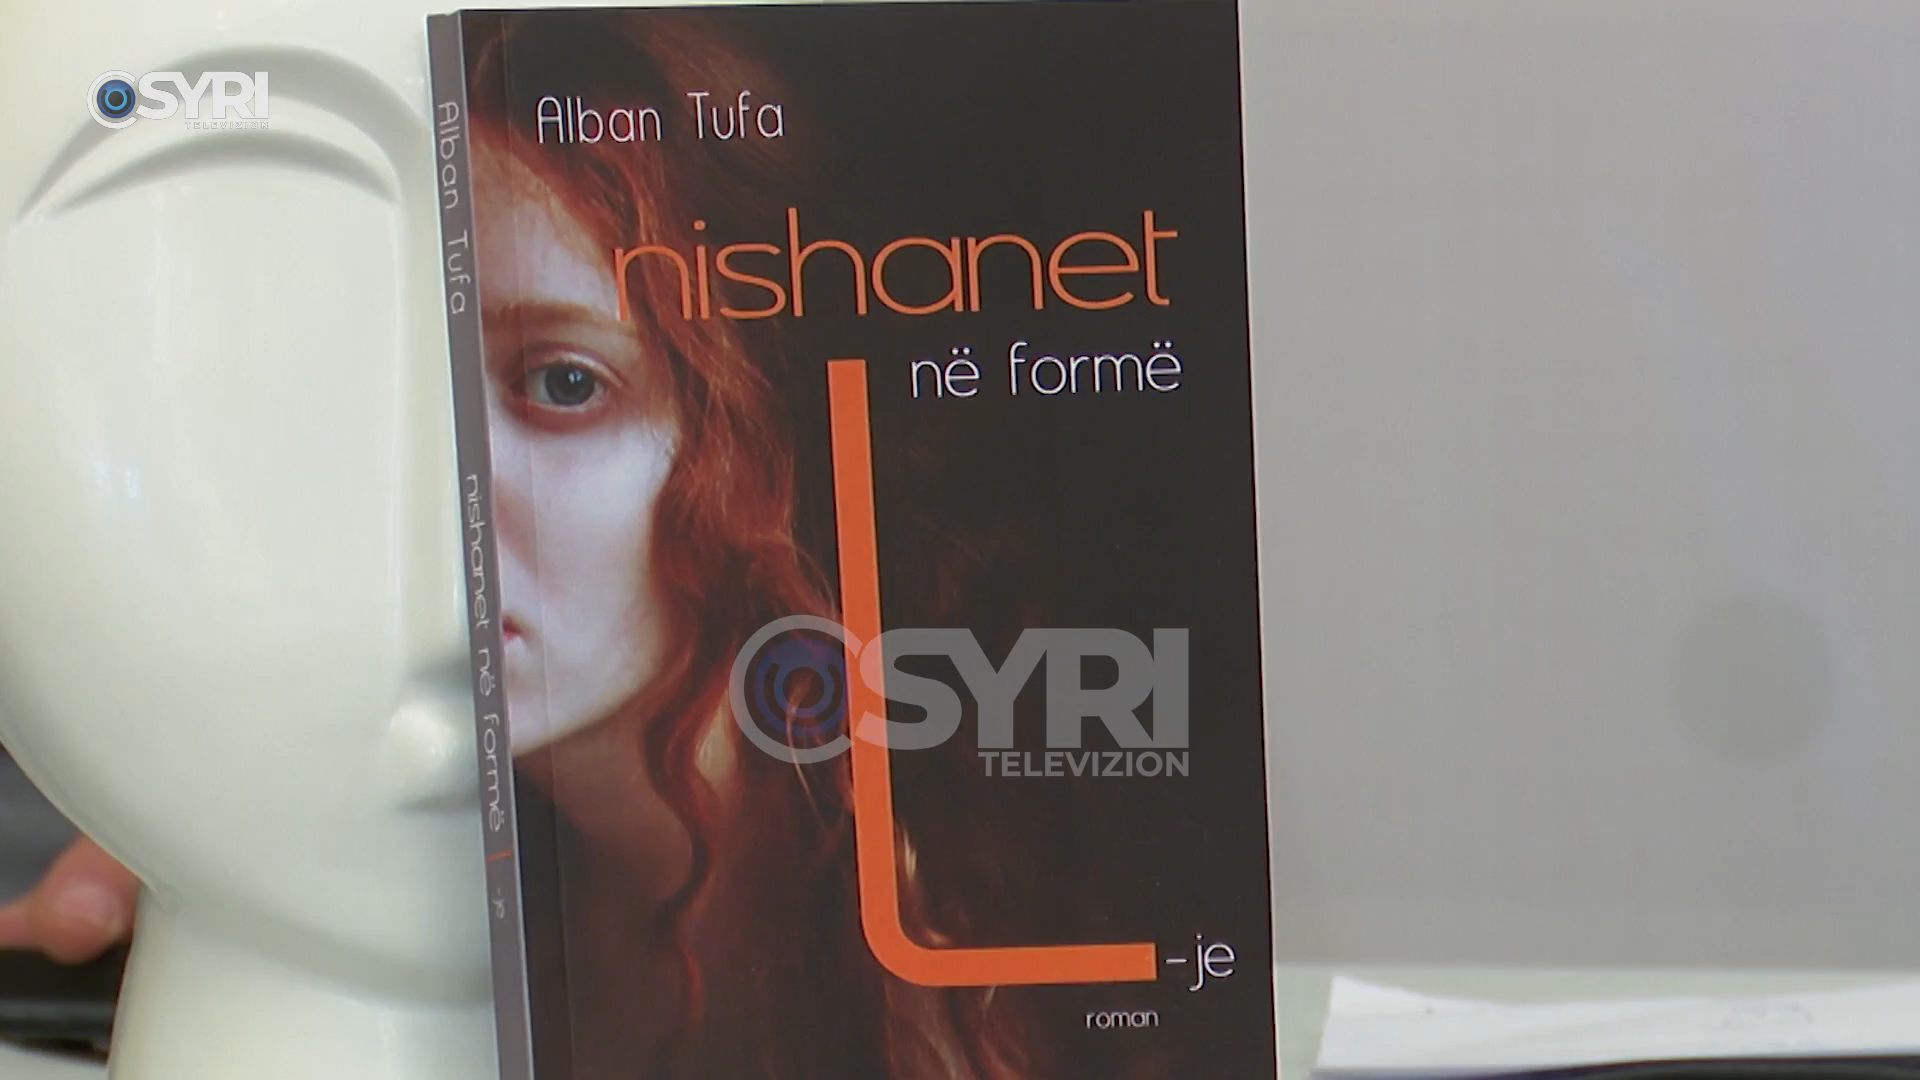 SYRI
TELEVIZION
Alban Tufa
nishanet
në formë
L-je
roman
Alban Tufa nishanet në formë L-je
SYRI
TELEVIZION